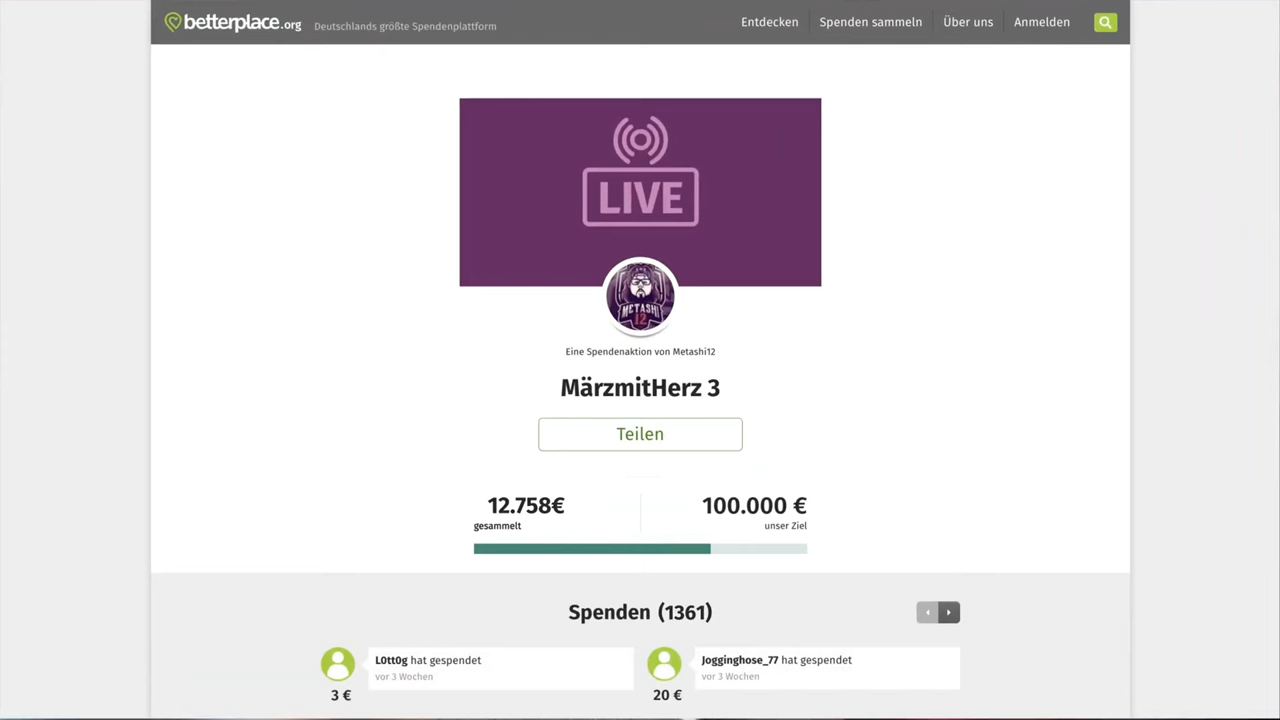 betterplace.org Deutschlands größte Spendenplattform Entdecken Spenden sammeln Über uns Anmelden
LIVE
METASHI
12
Eine Spendenaktion von Metashi12
MärzmitHerz 3
Teilen
12.758€ 100.000 €
gesammelt unser Ziel
Spenden (1361)
L0tt0g hat gespendet Jogginghose_77 hat gespendet
vor 3 Wochen vor 3 Wochen
3 € 20 €